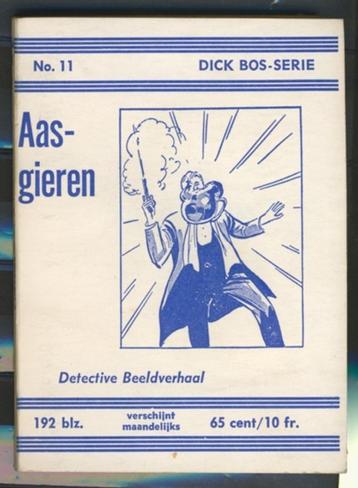 No. 11 DICK BOS-SERIE
Aas-
gieren
Detective Beeldverhaal
192 blz. verschijnt maandelijks 65 cent/10 fr.